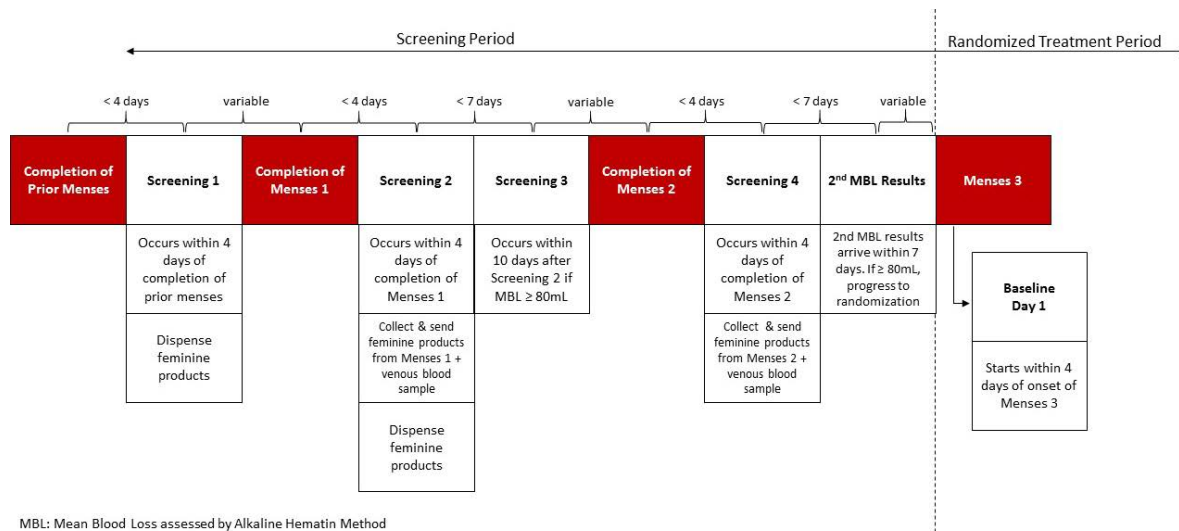 Screening Period
Randomized Treatment Period
< 4 days
variable
< 4 days
< 7 days
variable
< 4 days
< 7 days
variable
Completion of
Prior Menses
Screening 1
Completion of
Menses 1
Screening 2
Screening 3
Completion of
Menses 2
Screening 4
2nd MBL Results
Menses 3
Occurs within 4
days of
completion of
prior menses
Dispense
feminine
products
Occurs within 4
days of
completion of
Menses 1
Collect & send
feminine products
from Menses 1 +
venous blood
sample
Dispense
feminine
products
Occurs within
10 days after
Screening 2 if
MBL ≥ 80mL
Occurs within 4
days of
completion of
Menses 2
Collect & send
feminine products
from Menses 2 +
venous blood
sample
2nd MBL results
arrive within 7
days. If ≥ 80mL,
progress to
randomization
Baseline
Day 1
Starts within 4
days of onset of
Menses 3
MBL: Mean Blood Loss assessed by Alkaline Hematin Method